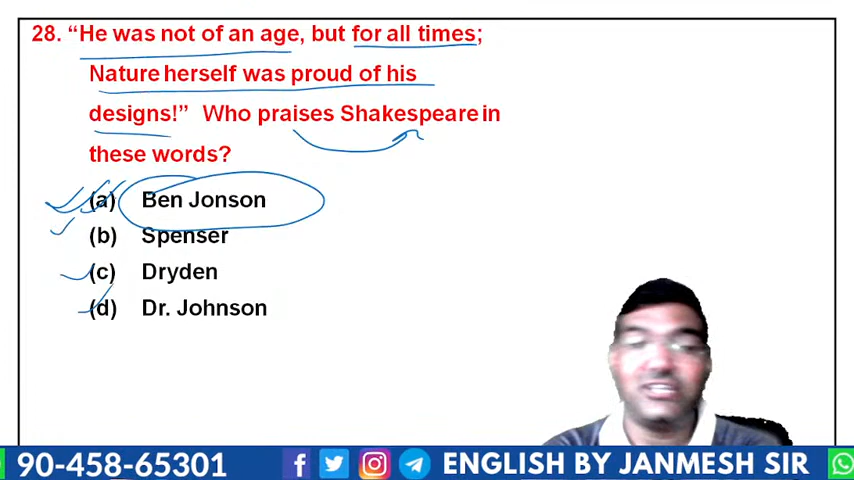 28. “He was not of an age, but for all times;
Nature herself was proud of his
designs!” Who praises Shakespeare in
these words?
(a) Ben Jonson
(b) Spenser
(c) Dryden
(d) Dr. Johnson
90-458-65301 ENGLISH BY JANMESH SIR